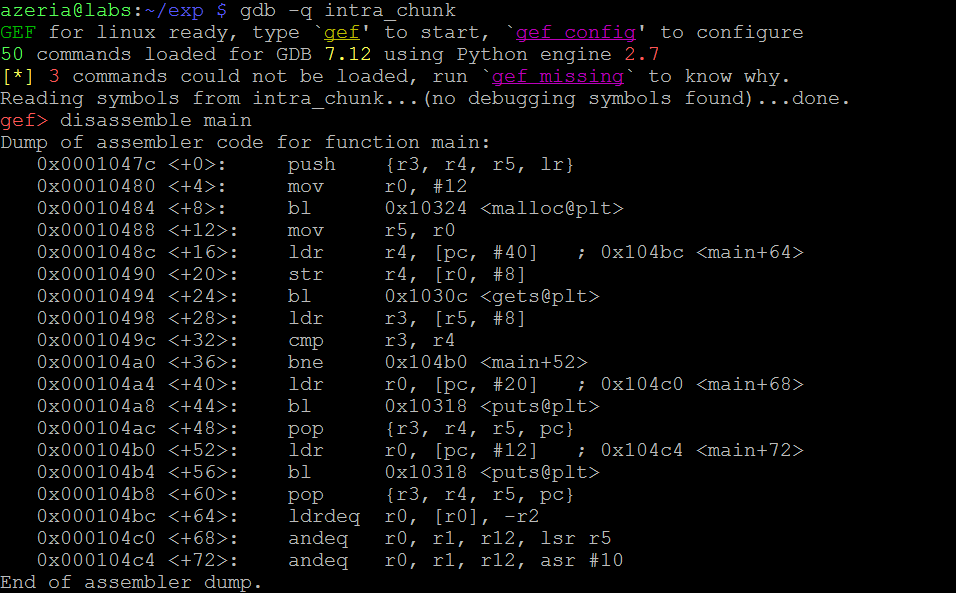 azeria@labs:~/exp $ gdb -q intra_chunk
GEF for linux ready, type `gef' to start, `gef config' to configure
50 commands loaded for GDB 7.12 using Python engine 2.7
[*] 3 commands could not be loaded, run `gef missing` to know why.
Reading symbols from intra_chunk...(no debugging symbols found)...done.
gef> disassemble main
Dump of assembler code for function main:
   0x0001047c <+0>:     push    {r3, r4, r5, lr}
   0x00010480 <+4>:     mov     r0, #12
   0x00010484 <+8>:     bl      0x10324 <malloc@plt>
   0x00010488 <+12>:    mov     r5, r0
   0x0001048c <+16>:    ldr     r4, [pc, #40]   ; 0x104bc <main+64>
   0x00010490 <+20>:    str     r4, [r0, #8]
   0x00010494 <+24>:    bl      0x1030c <gets@plt>
   0x00010498 <+28>:    ldr     r3, [r5, #8]
   0x0001049c <+32>:    cmp     r3, r4
   0x000104a0 <+36>:    bne     0x104b0 <main+52>
   0x000104a4 <+40>:    ldr     r0, [pc, #20]   ; 0x104c0 <main+68>
   0x000104a8 <+44>:    bl      0x10318 <puts@plt>
   0x000104ac <+48>:    pop     {r3, r4, r5, pc}
   0x000104b0 <+52>:    ldr     r0, [pc, #12]   ; 0x104c4 <main+72>
   0x000104b4 <+56>:    bl      0x10318 <puts@plt>
   0x000104b8 <+60>:    pop     {r3, r4, r5, pc}
   0x000104bc <+64>:    ldrdeq  r0, [r0], -r2
   0x000104c0 <+68>:    andeq   r0, r1, r12, lsr r5
   0x000104c4 <+72>:    andeq   r0, r1, r12, asr #10
End of assembler dump.